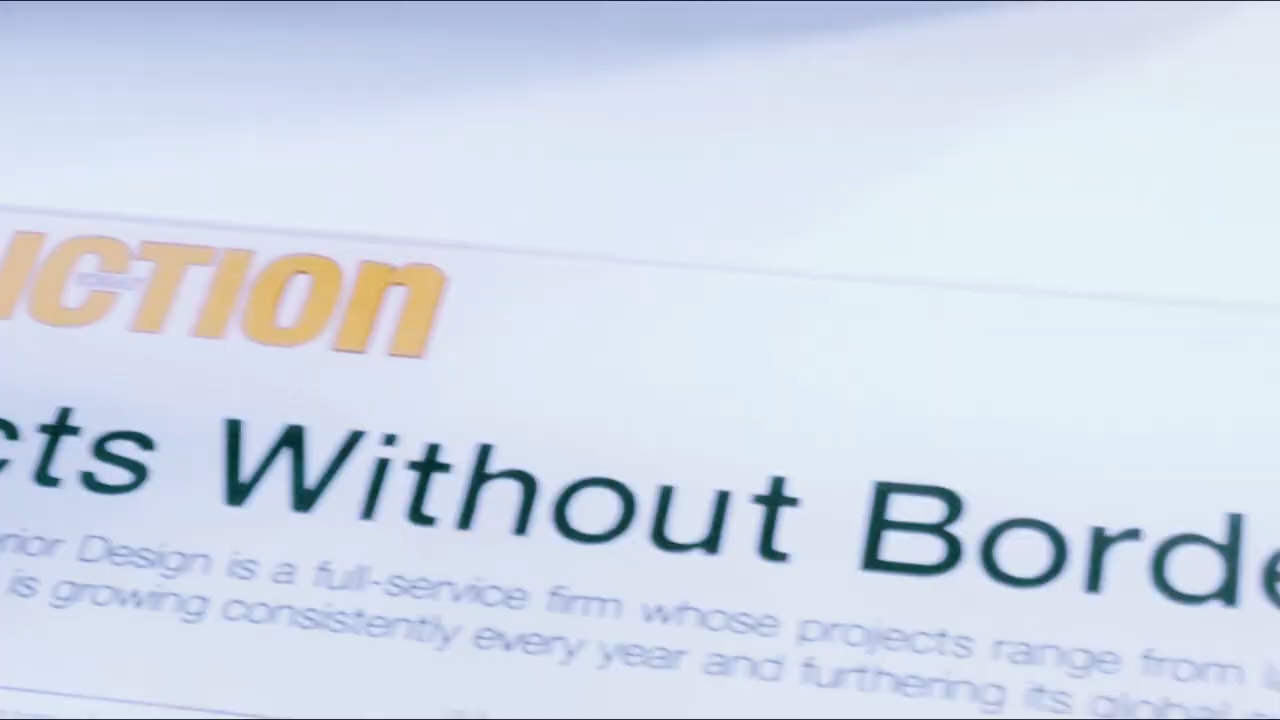 UCTIon
cts Without Borde
rior Design is a full-service firm whose projects range from
is growing consistently every year and furthering its global